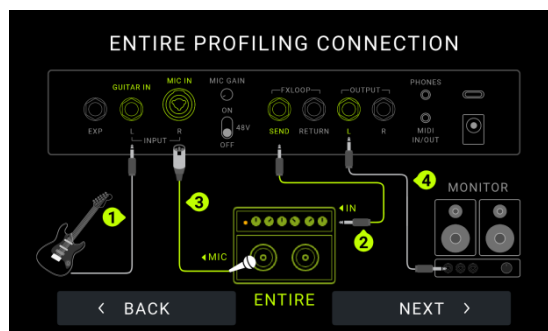 ENTIRE PROFILING CONNECTION
GUITAR IN
MIC IN
MIC GAIN
FXLOOP
OUTPUT
PHONES
ON
48V
OFF
EXP
L
INPUT
R
SEND
RETURN
L
R
MIDI
IN/OUT
1
3
4
MONITOR
IN
2
MIC
ENTIRE
< BACK
NEXT >